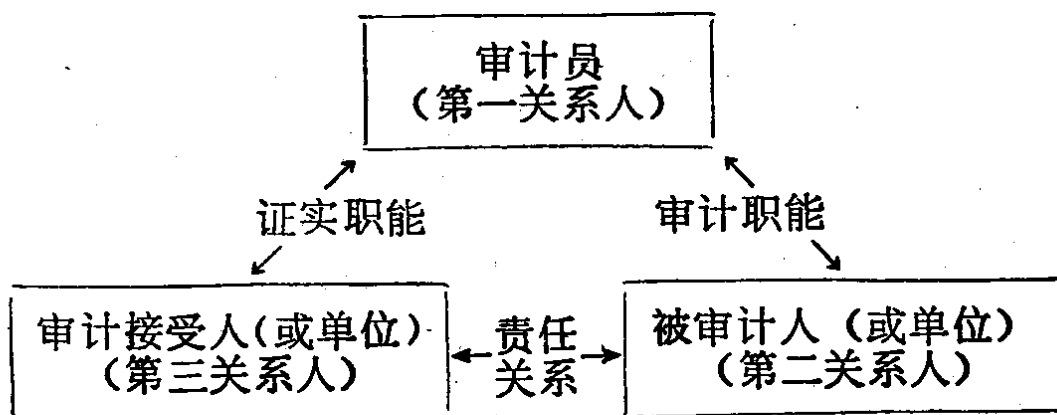 审计员
(第一关系人)
证实职能
审计职能
审计接受人(或单位)
(第三关系人)
责任
关系
被审计人(或单位)
(第二关系人)